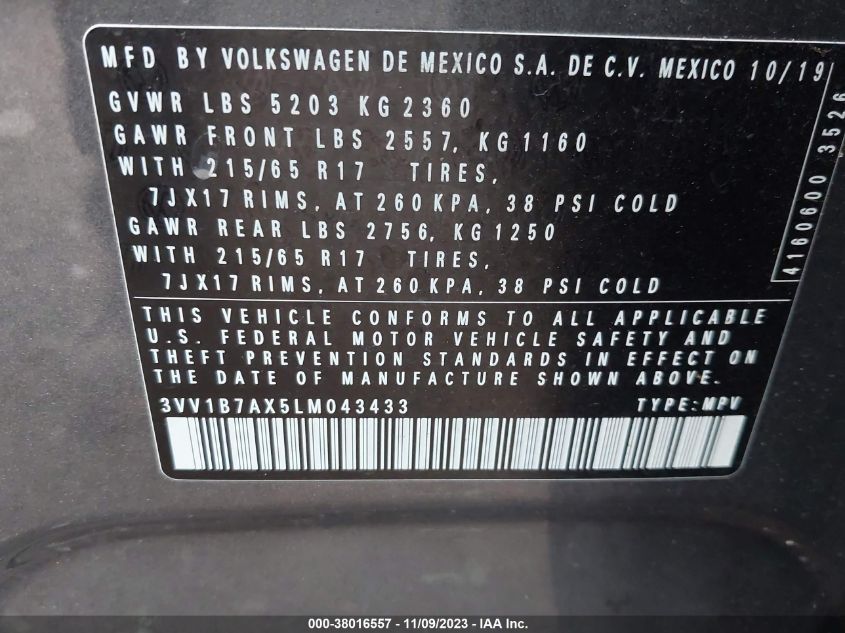 MFD BY VOLKSWAGEN DE MEXICO S.A. DE C.V. MEXICO 10/19
GVWR LBS 5203 KG 2360
GAWR FRONT LBS 2557, KG 1160
WITH 215/65 R17 TIRES,
7JX17 RIMS, AT 260 KPA, 38 PSI COLD
GAWR REAR LBS 2756, KG 1250
WITH 215/65 R17 TIRES,
7JX17 RIMS, AT 260 KPA, 38 PSI COLD
4160600 3526
THIS VEHICLE CONFORMS TO ALL APPLICABLE
U.S. FEDERAL MOTOR VEHICLE SAFETY AND
THEFT PREVENTION STANDARDS IN EFFECT ON
THE DATE OF MANUFACTURE SHOWN ABOVE.
3VV1B7AX5LM043433 TYPE: MPV
000-38016557 - 11/09/2023 - IAA Inc.